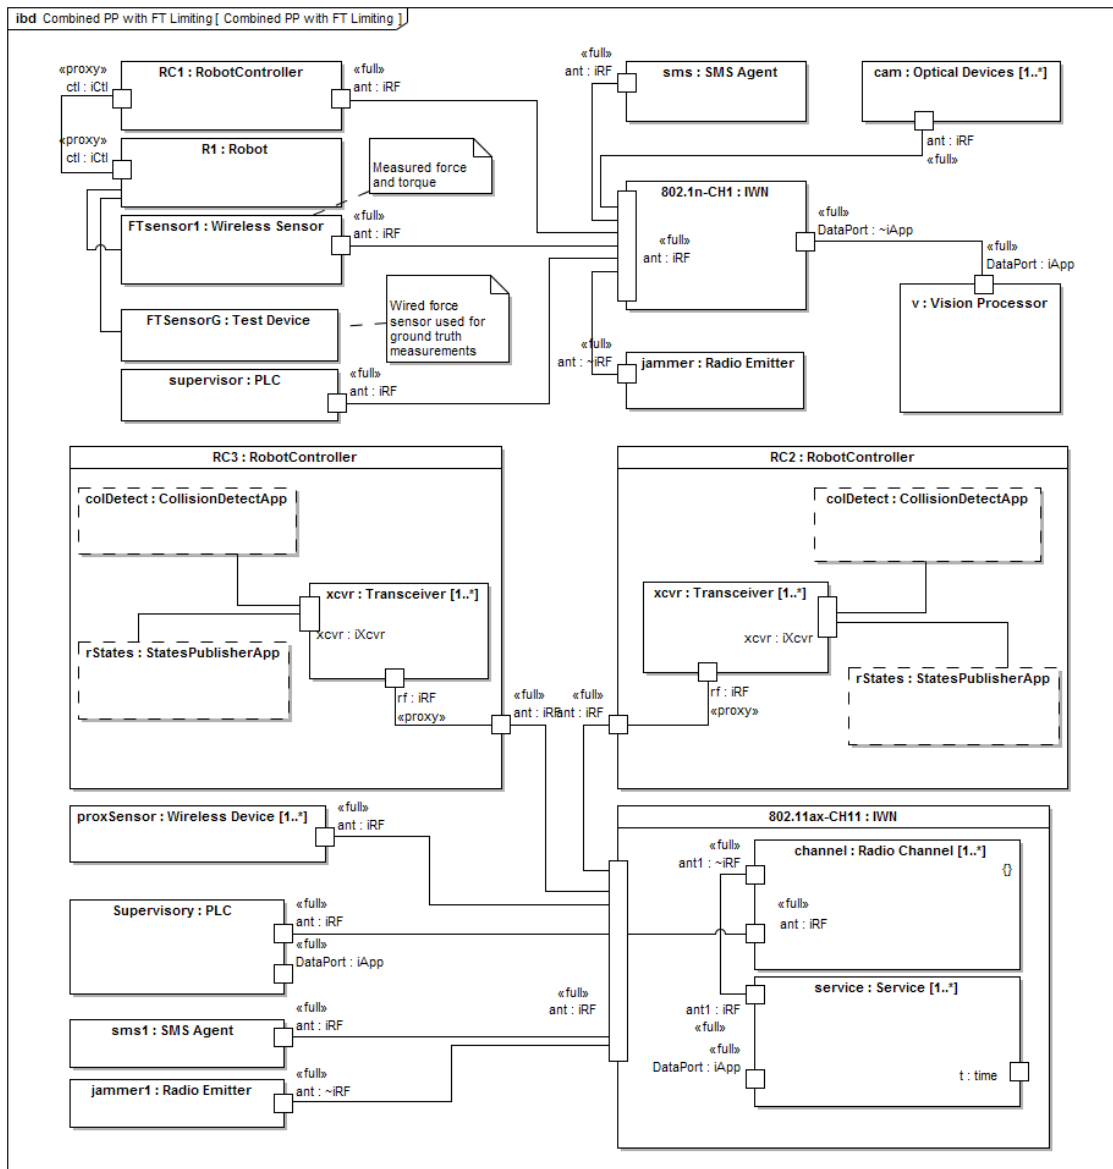 ibd Combined PP with FT Limiting [ Combined PP with FT Limiting ]
«proxy»
ctl : iCtl
RC1 : RobotController
«full»
ant : iRF
«proxy»
ctl : iCtl
R1 : Robot
Measured force
and torque
FTsensor1 : Wireless Sensor
«full»
ant : iRF
FTSensorG : Test Device
Wired force
sensor used for
ground truth
measurements
supervisor : PLC
«full»
ant : iRF
«full»
ant : iRF
sms : SMS Agent
cam : Optical Devices [1..*]
ant : iRF
«full»
802.1n-CH1 : IWN
«full»
ant : iRF
«full»
DataPort : ~iApp
«full»
DataPort : iApp
v : Vision Processor
«full»
ant : ~iRF
jammer : Radio Emitter
RC3 : RobotController
colDetect : CollisionDetectApp
xcvr : Transceiver [1..*]
xcvr : iXcvr
rStates : StatesPublisherApp
rf : iRF
«proxy»
«full»
ant : iRF
RC2 : RobotController
colDetect : CollisionDetectApp
xcvr : Transceiver [1..*]
xcvr : iXcvr
rStates : StatesPublisherApp
rf : iRF
«proxy»
«full»
ant : iRF
proxSensor : Wireless Device [1..*]
«full»
ant : iRF
Supervisory : PLC
«full»
ant : iRF
«full»
DataPort : iApp
sms1 : SMS Agent
«full»
ant : iRF
jammer1 : Radio Emitter
«full»
ant : ~iRF
802.11ax-CH11 : IWN
«full»
ant : iRF
«full»
ant1 : ~iRF
channel : Radio Channel [1..*]
{}
«full»
ant : iRF
service : Service [1..*]
ant1 : iRF
«full»
«full»
DataPort : iApp
t : time